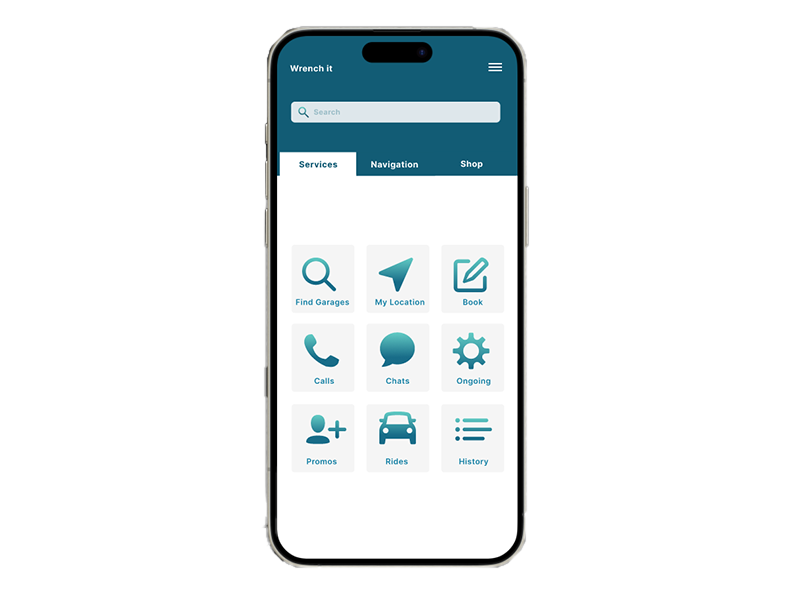 Wrench it
Search
Services Navigation Shop
Find Garages My Location Book
Calls Chats Ongoing
Promos Rides History